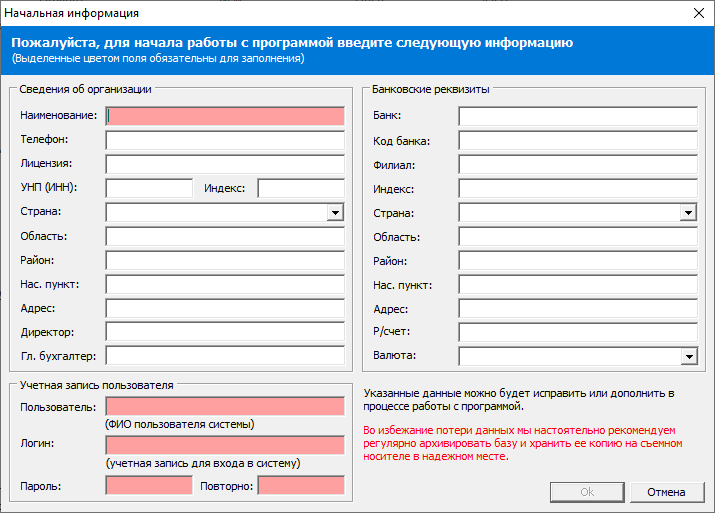 Начальная информация
Пожалуйста, для начала работы с программой введите следующую информацию
(Выделенные цветом поля обязательны для заполнения)
Сведения об организации
Наименование:
Телефон:
Лицензия:
УНП (ИНН): Индекс:
Страна:
Область:
Район:
Нас. пункт:
Адрес:
Директор:
Гл. бухгалтер:
Банковские реквизиты
Банк:
Код банка:
Филиал:
Индекс:
Страна:
Область:
Район:
Нас. пункт:
Адрес:
Р/счет:
Валюта:
Учетная запись пользователя
Пользователь:
(ФИО пользователя системы)
Логин:
(учетная запись для входа в систему)
Пароль: Повторно:
Указанные данные можно будет исправить или дополнить в
процессе работы с программой.
Во избежание потери данных мы настоятельно рекомендуем
регулярно архивировать базу и хранить ее копию на съемном
носителе в надежном месте.
Ok Отмена